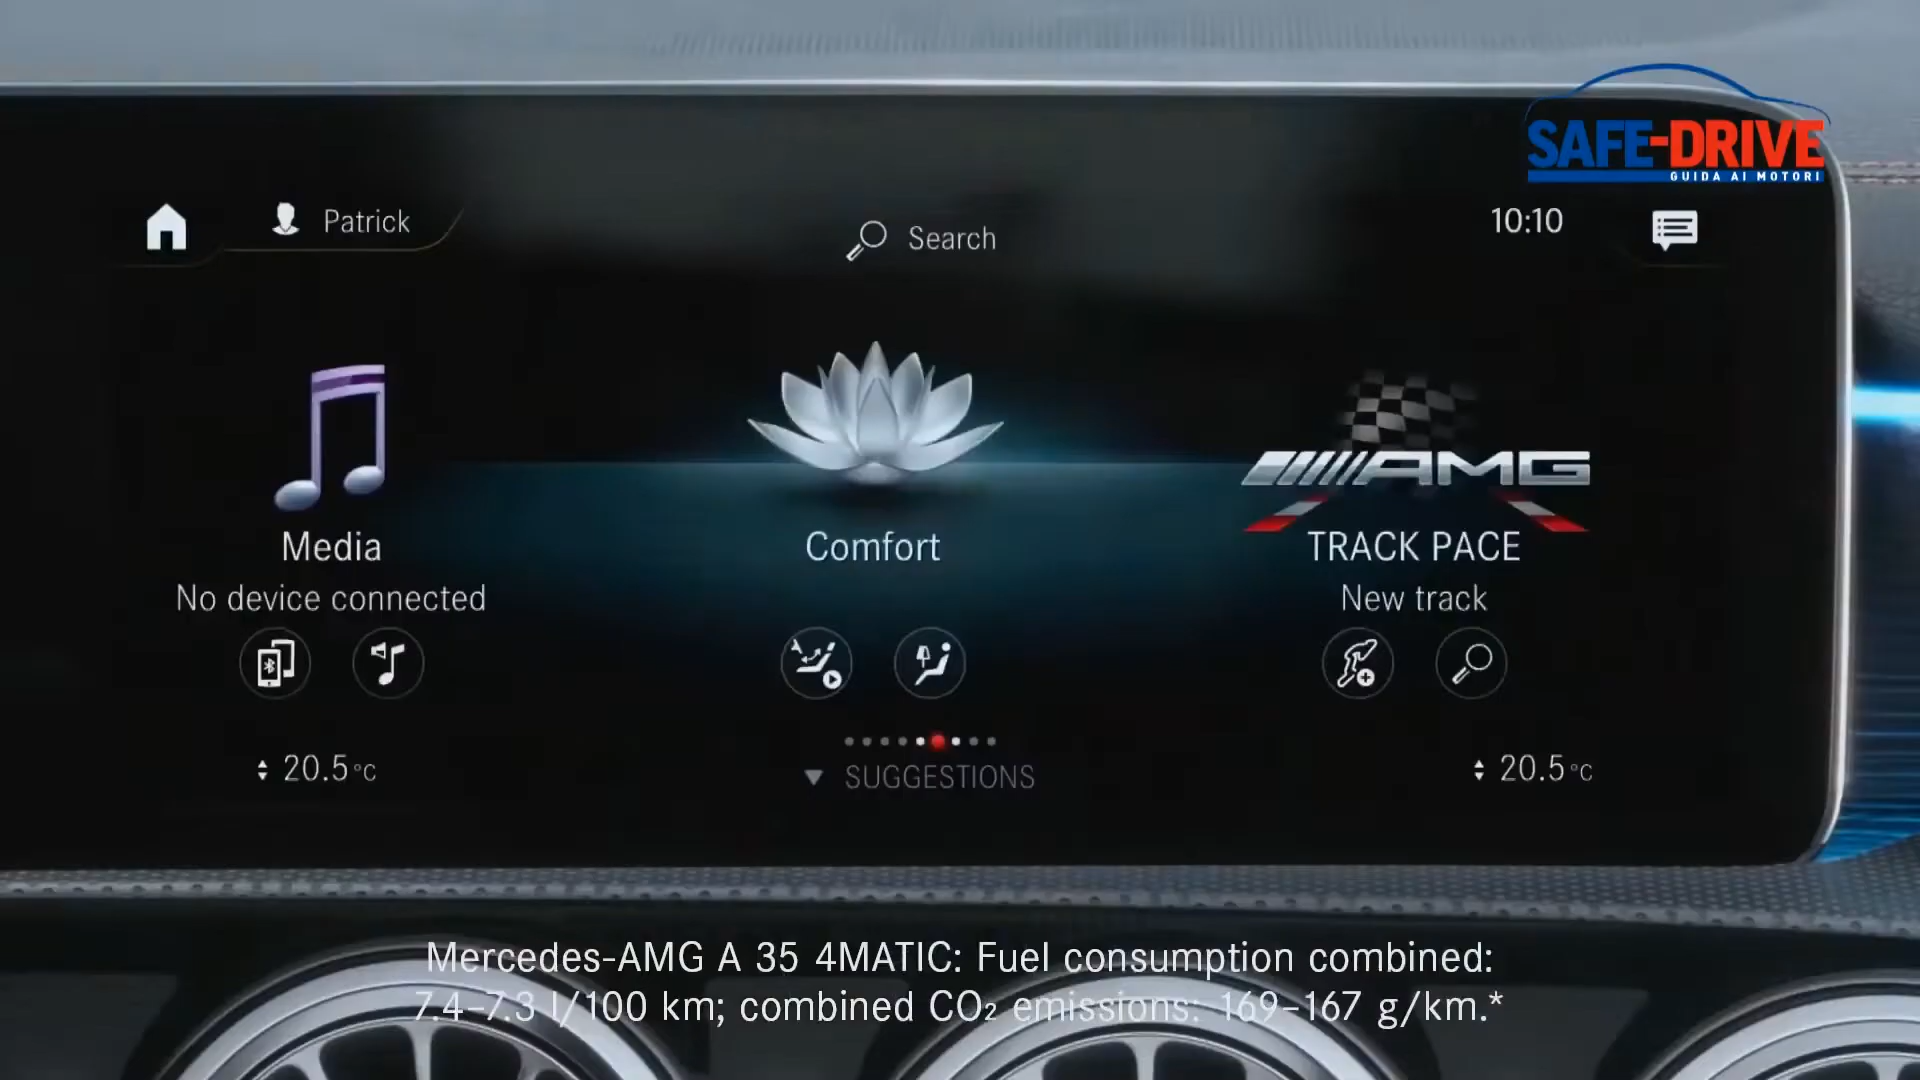 SAFE-DRIVE
GUIDA AI MOTORI
Patrick
Search
10:10
AMG
Media
Comfort
TRACK PACE
No device connected
New track
20.5°C
20.5°C
SUGGESTIONS
Mercedes-AMG A 35 4MATIC: Fuel consumption combined:
7.4–7.3 l/100 km; combined CO₂ emissions: 169–167 g/km.*